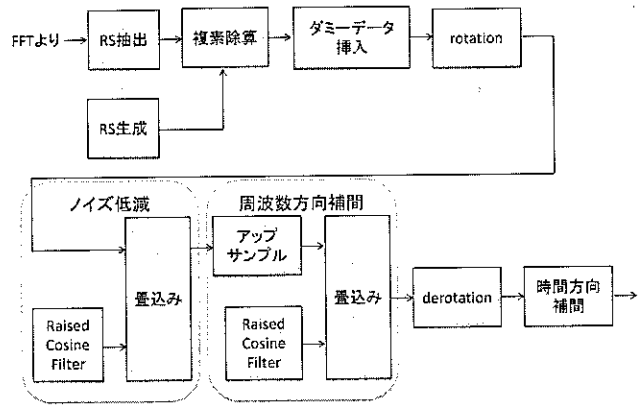 FFTより
RS抽出
複素除算
ダミーデータ
挿入
rotation
RS生成
ノイズ低減
畳込み
Raised
Cosine
Filter
周波数方向補間
アップ
サンプル
畳込み
Raised
Cosine
Filter
derotation
時間方向
補間